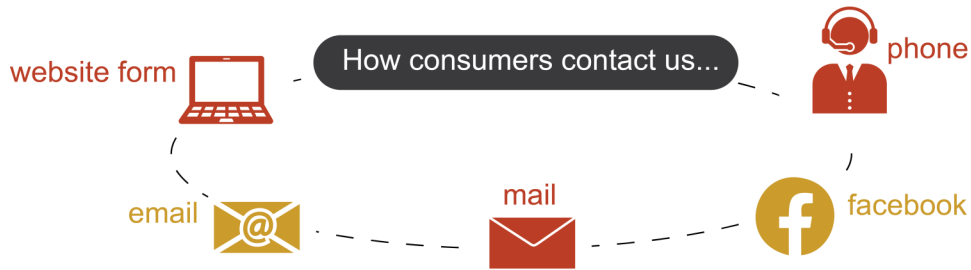 How consumers contact us...
website form
phone
email
@
mail
facebook